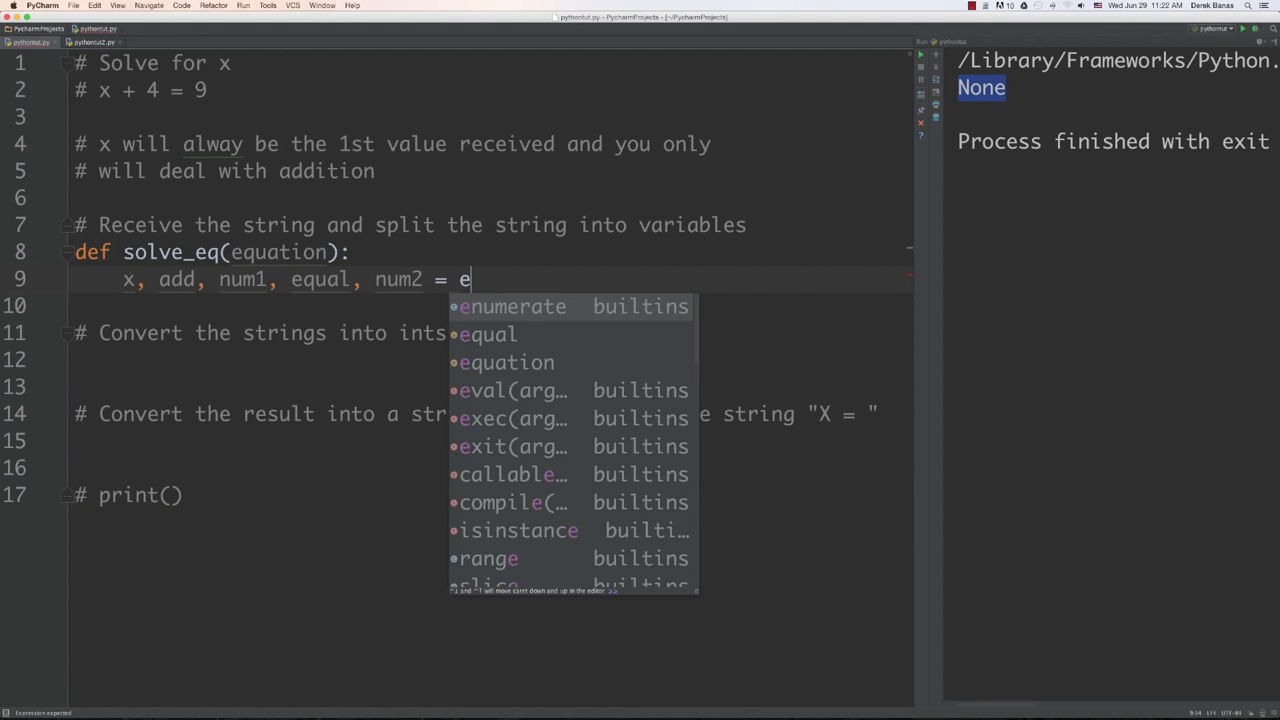 PyCharm File Edit View Navigate Code Refactor Run Tools VCS Window Help
10 Wed Jun 29 11:22 AM Derek Banas
pythontut.py - PycharmProjects - [~/PycharmProjects]
PycharmProjects pythontut.py pythontut
pythontut.py pythontut2.py Run pythontut
1 # Solve for x
2 # x + 4 = 9
3
4 # x will alway be the 1st value received and you only
5 # will deal with addition
6
7 # Receive the string and split the string into variables
8 def solve_eq(equation):
9 x, add, num1, equal, num2 = e
10
11 # Convert the strings into ints
12
13
14 # Convert the result into a str e string "X = "
15
16
17 # print()
enumerate builtins
equal
equation
eval(arg… builtins
exec(arg… builtins
exit(arg… builtins
callable… builtins
compile(… builtins
isinstance builti…
range builtins
slice builtins
^↓ and ^↑ will move caret down and up in the editor >>
/Library/Frameworks/Python.
None
Process finished with exit
Expression expected 9:34 LF‡ UTF-8‡